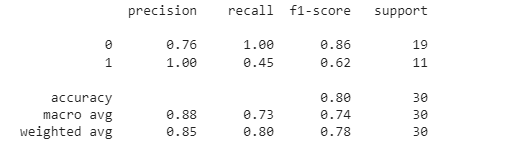 precision recall f1-score support
0 0.76 1.00 0.86 19
1 1.00 0.45 0.62 11
accuracy 0.80 30
macro avg 0.88 0.73 0.74 30
weighted avg 0.85 0.80 0.78 30